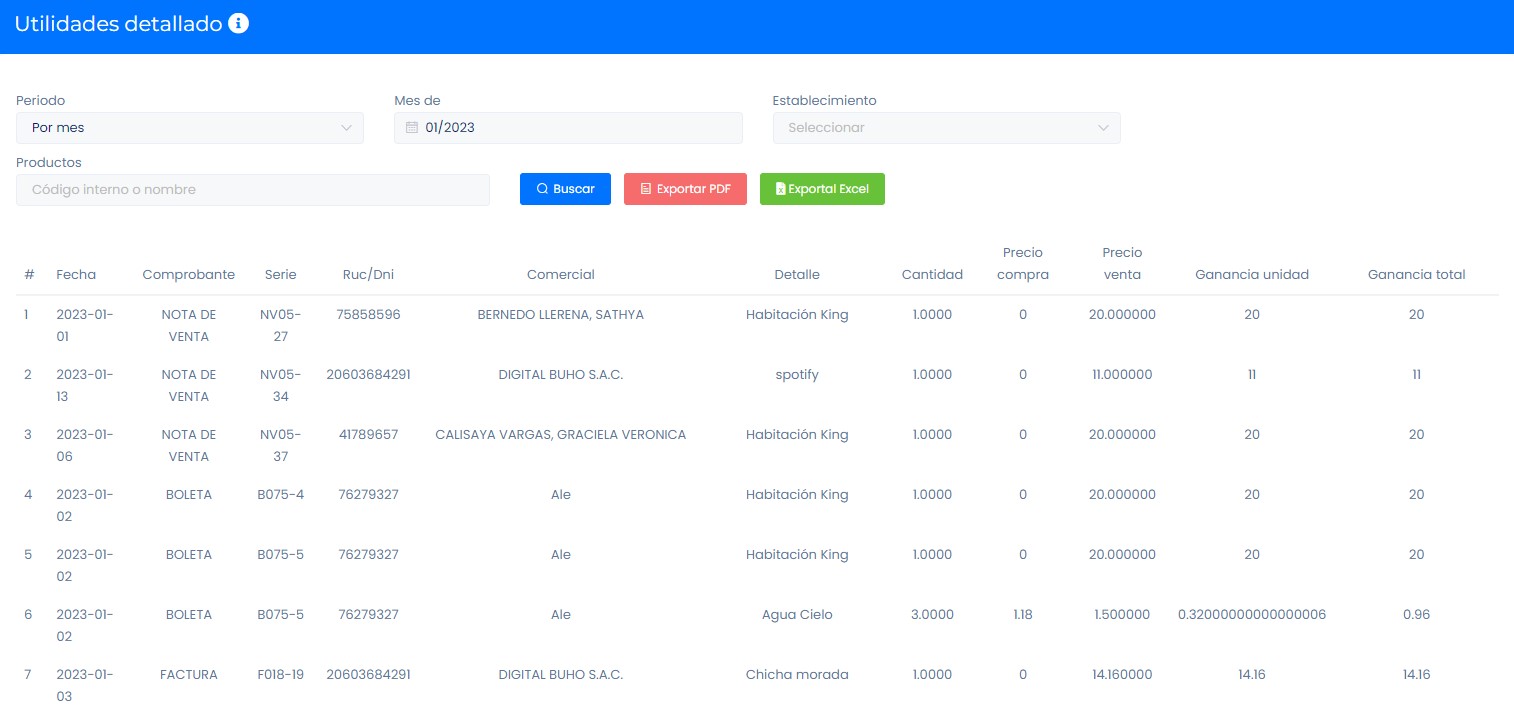 Utilidades detallado
Periodo
Mes de
Establecimiento
Por mes
01/2023
Seleccionar
Productos
Código interno o nombre
Buscar
Exportar PDF
Exportal Excel
# Fecha Comprobante Serie Ruc/Dni Comercial Detalle Cantidad Precio compra Precio venta Ganancia unidad Ganancia total
1 2023-01-01 NOTA DE VENTA NV05-27 75858596 BERNEDO LLERENA, SATHYA Habitación King 1.0000 0 20.000000 20 20
2 2023-01-13 NOTA DE VENTA NV05-34 20603684291 DIGITAL BUHO S.A.C. spotify 1.0000 0 11.000000 11 11
3 2023-01-06 NOTA DE VENTA NV05-37 41789657 CALISAYA VARGAS, GRACIELA VERONICA Habitación King 1.0000 0 20.000000 20 20
4 2023-01-02 BOLETA B075-4 76279327 Ale Habitación King 1.0000 0 20.000000 20 20
5 2023-01-02 BOLETA B075-5 76279327 Ale Habitación King 1.0000 0 20.000000 20 20
6 2023-01-02 BOLETA B075-5 76279327 Ale Agua Cielo 3.0000 1.18 1.500000 0.32000000000000006 0.96
7 2023-01-03 FACTURA F018-19 20603684291 DIGITAL BUHO S.A.C. Chicha morada 1.0000 0 14.160000 14.16 14.16